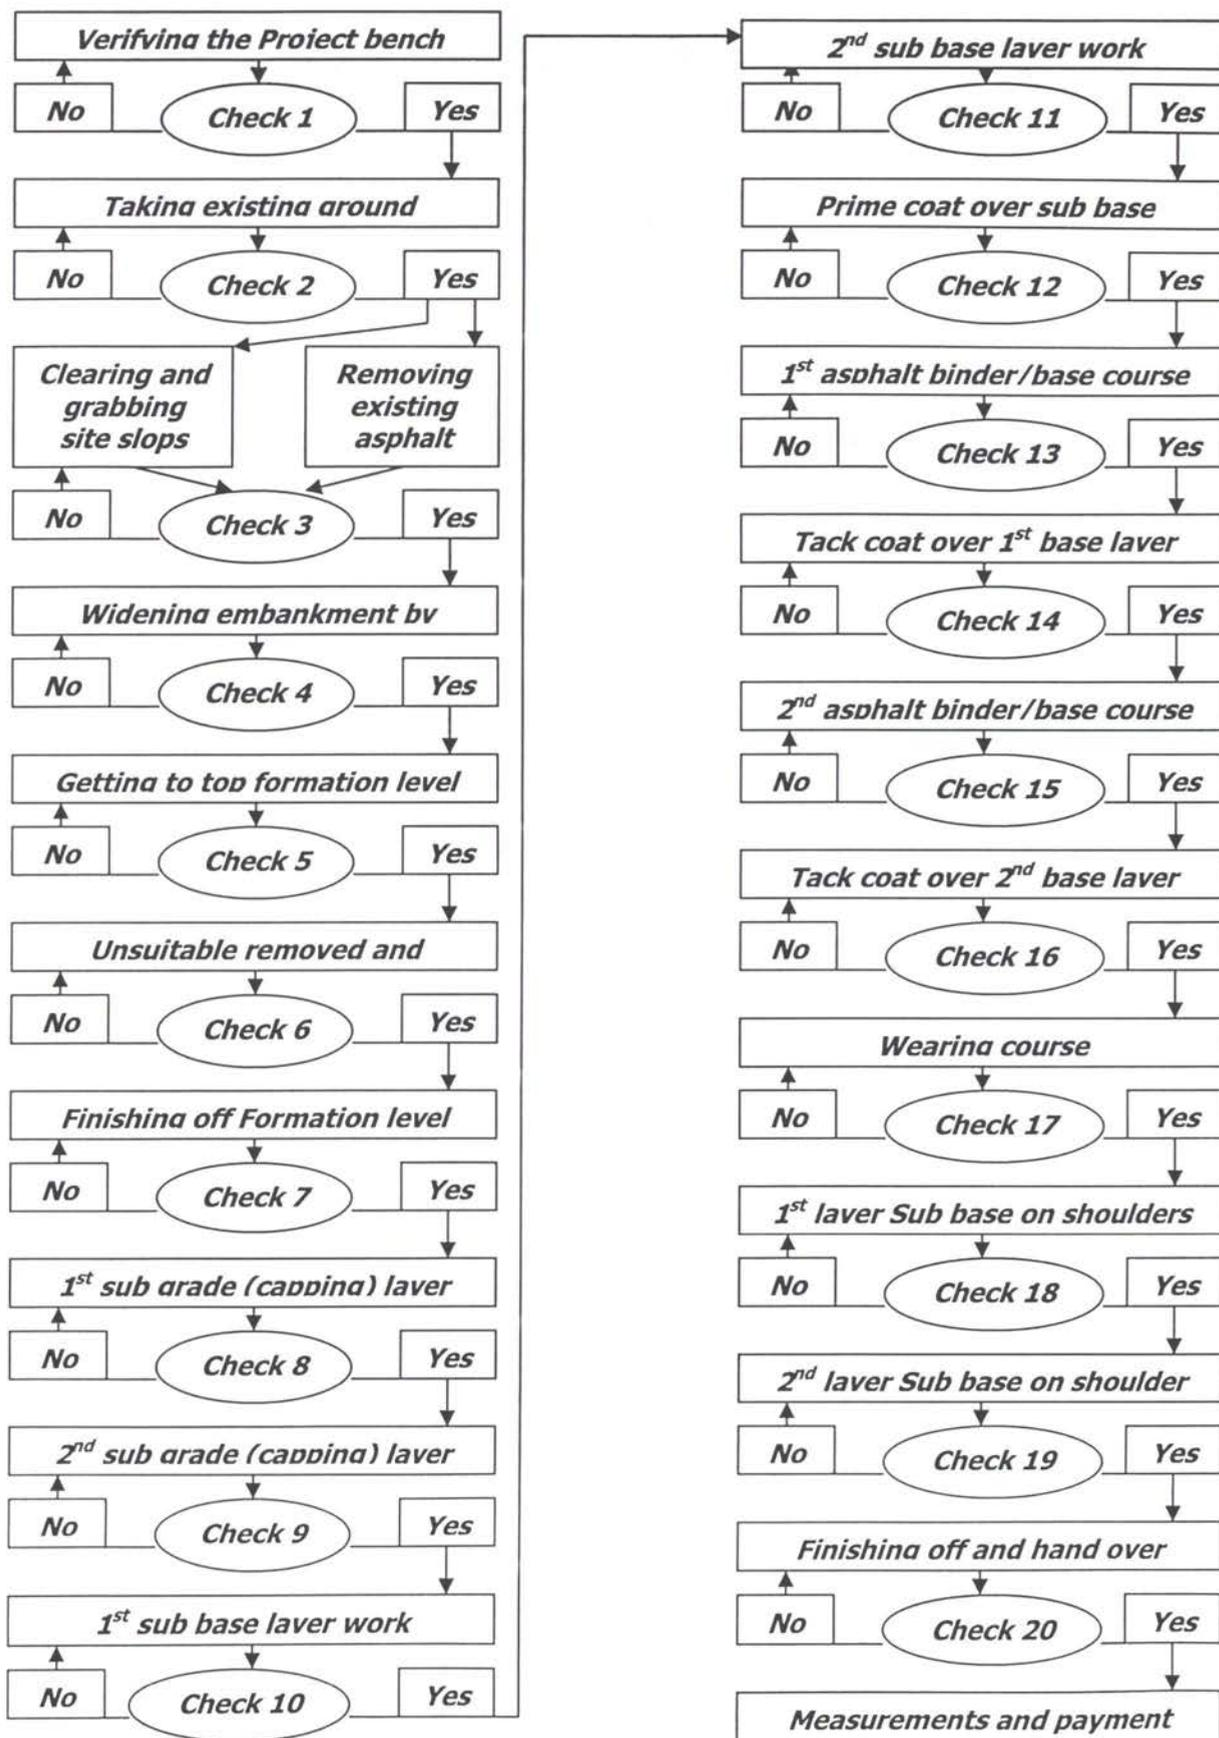 Verifying the Project bench
No
Check 1
Yes
Taking existing ground
No
Check 2
Yes
Clearing and
grabbing
site slops
Removing
existing
asphalt
No
Check 3
Yes
Widening embankment by
No
Check 4
Yes
Getting to top formation level
No
Check 5
Yes
Unsuitable removed and
No
Check 6
Yes
Finishing off Formation level
No
Check 7
Yes
1st sub grade (capping) layer
No
Check 8
Yes
2nd sub grade (capping) layer
No
Check 9
Yes
1st sub base layer work
No
Check 10
Yes
2nd sub base layer work
No
Check 11
Yes
Prime coat over sub base
No
Check 12
Yes
1st asphalt binder/base course
No
Check 13
Yes
Tack coat over 1st base layer
No
Check 14
Yes
2nd asphalt binder/base course
No
Check 15
Yes
Tack coat over 2nd base layer
No
Check 16
Yes
Wearing course
No
Check 17
Yes
1st layer Sub base on shoulders
No
Check 18
Yes
2nd layer Sub base on shoulder
No
Check 19
Yes
Finishing off and hand over
No
Check 20
Yes
Measurements and payment